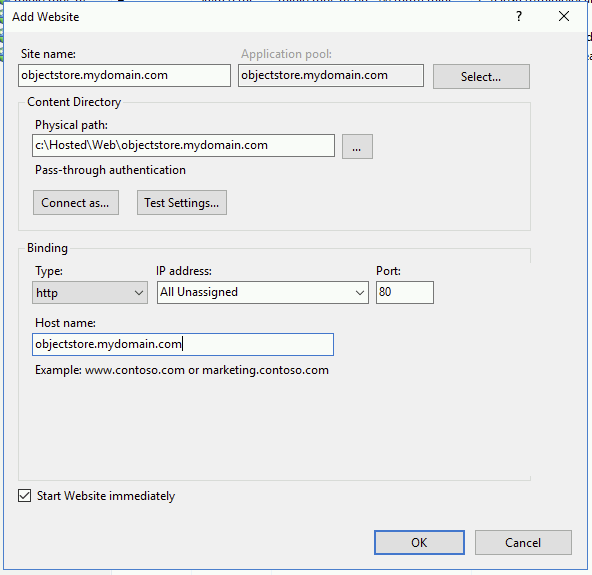 Add Website
?
Site name:
Application pool:
objectstore.mydomain.com
objectstore.mydomain.com
Select...
Content Directory
Physical path:
c:\Hosted\Web\objectstore.mydomain.com
...
Pass-through authentication
Connect as...
Test Settings...
Binding
Type:
IP address:
Port:
http
All Unassigned
80
Host name:
objectstore.mydomain.com
Example: www.contoso.com or marketing.contoso.com
Start Website immediately
OK
Cancel